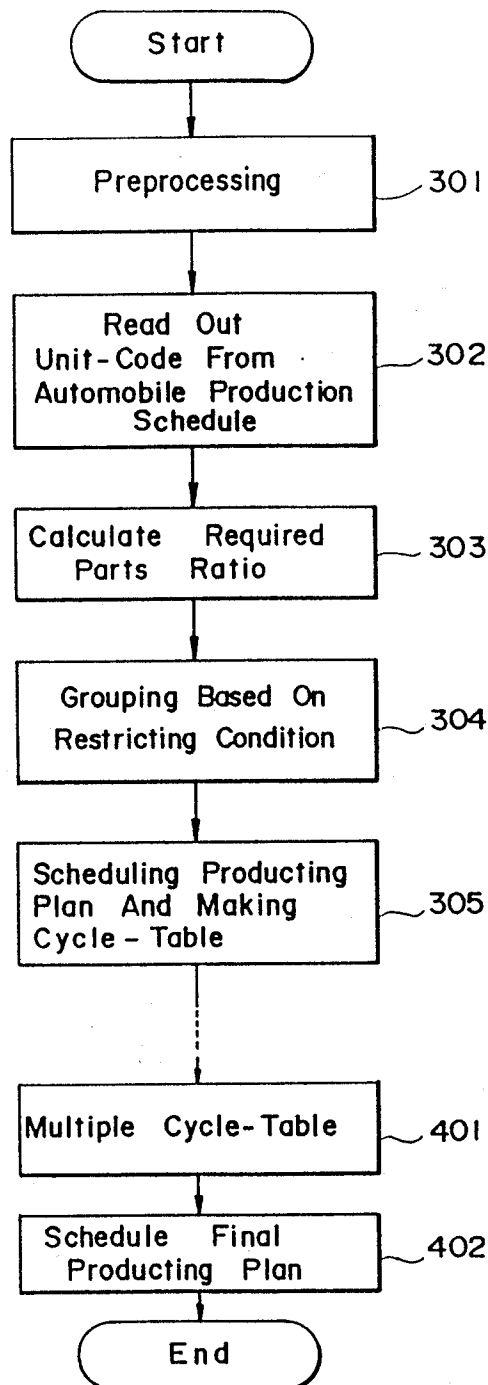 Start
Preprocessing
301
Read Out
Unit-Code From
Automobile Production
Schedule
302
Calculate Required
Parts Ratio
303
Grouping Based On
Restricting Condition
304
Scheduling Producting
Plan And Making
Cycle-Table
305
Multiple Cycle-Table
401
Schedule Final
Producting Plan
402
End